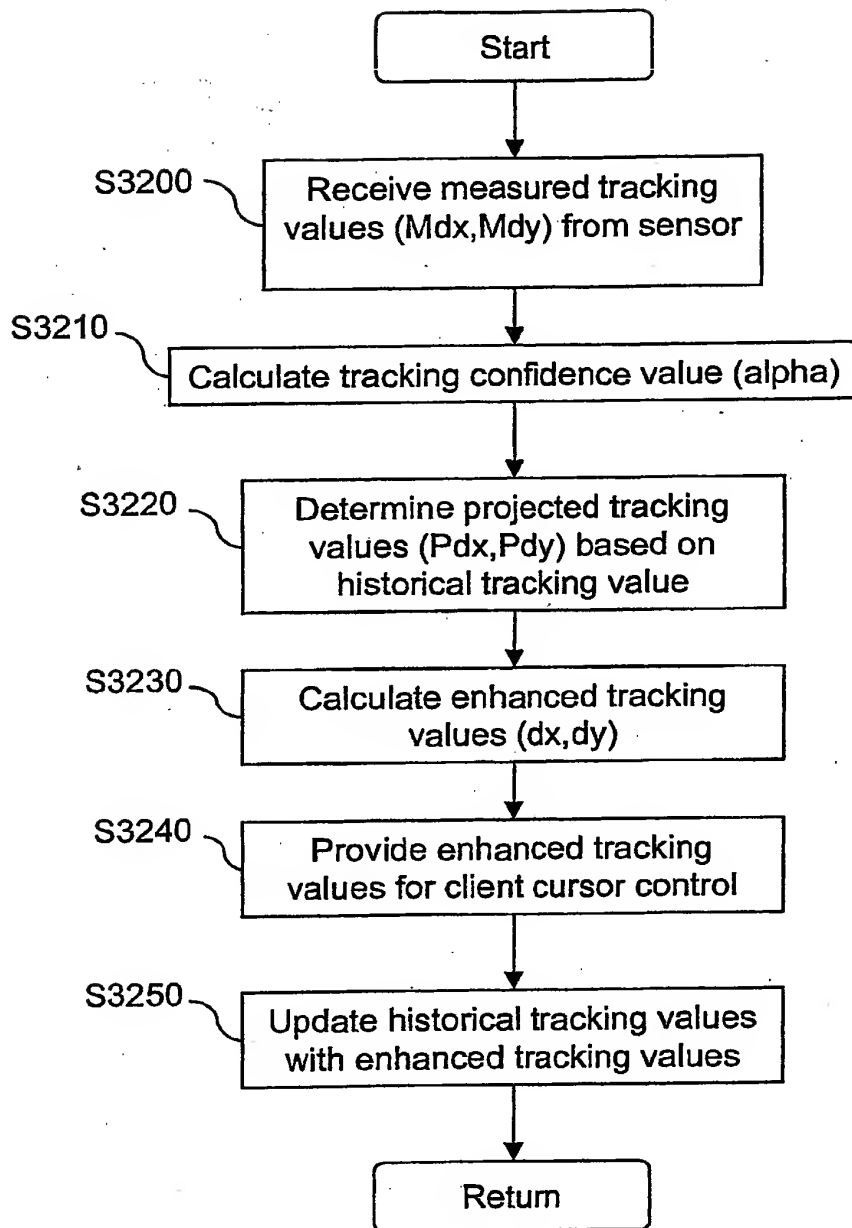 Start
S3200
Receive measured tracking
values (Mdx,Mdy) from sensor
S3210
Calculate tracking confidence value (alpha)
S3220
Determine projected tracking
values (Pdx,Pdy) based on
historical tracking value
S3230
Calculate enhanced tracking
values (dx,dy)
S3240
Provide enhanced tracking
values for client cursor control
S3250
Update historical tracking values
with enhanced tracking values
Return